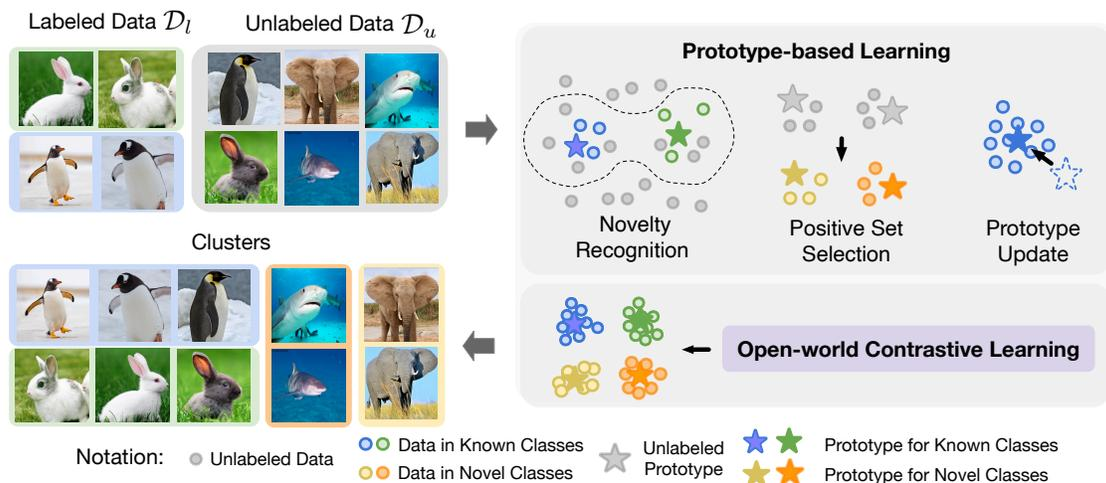 Labeled Data 𝒟ₗ
Unlabeled Data 𝒟ᵤ
Prototype-based Learning
Novelty
Recognition
Positive Set
Selection
Prototype
Update
Clusters
Open-world Contrastive Learning
Notation:
Unlabeled Data
Data in Known Classes
Data in Novel Classes
Unlabeled
Prototype
Prototype for Known Classes
Prototype for Novel Classes